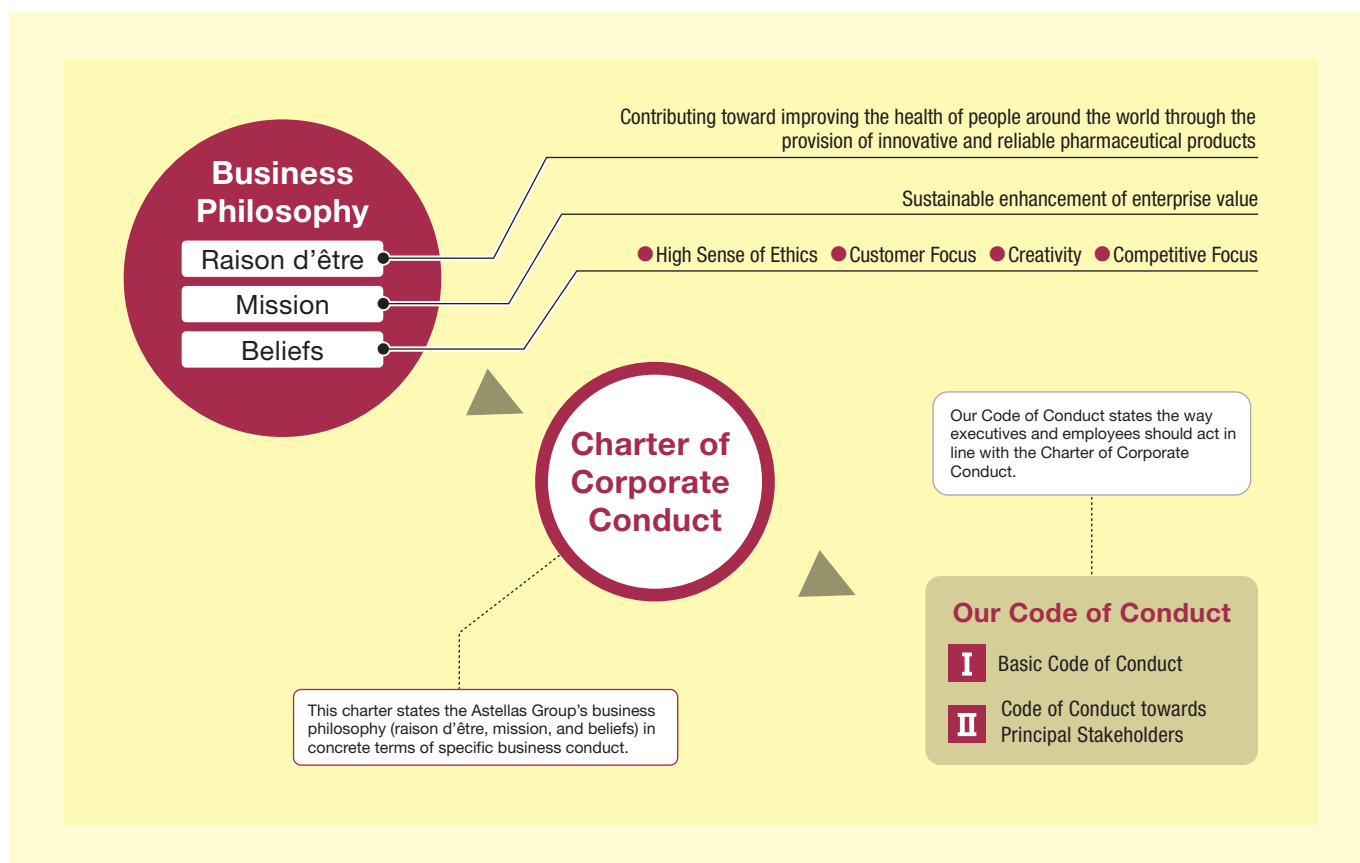 Contributing toward improving the health of people around the world through the
provision of innovative and reliable pharmaceutical products
Business
Philosophy
Sustainable enhancement of enterprise value
Raison d’être
●High Sense of Ethics ●Customer Focus ●Creativity ●Competitive Focus
Mission
Beliefs
Charter of
Corporate
Conduct
Our Code of Conduct states the way
executives and employees should act in
line with the Charter of Corporate
Conduct.
Our Code of Conduct
I Basic Code of Conduct
II Code of Conduct towards
Principal Stakeholders
This charter states the Astellas Group’s business
philosophy (raison d’être, mission, and beliefs) in
concrete terms of specific business conduct.